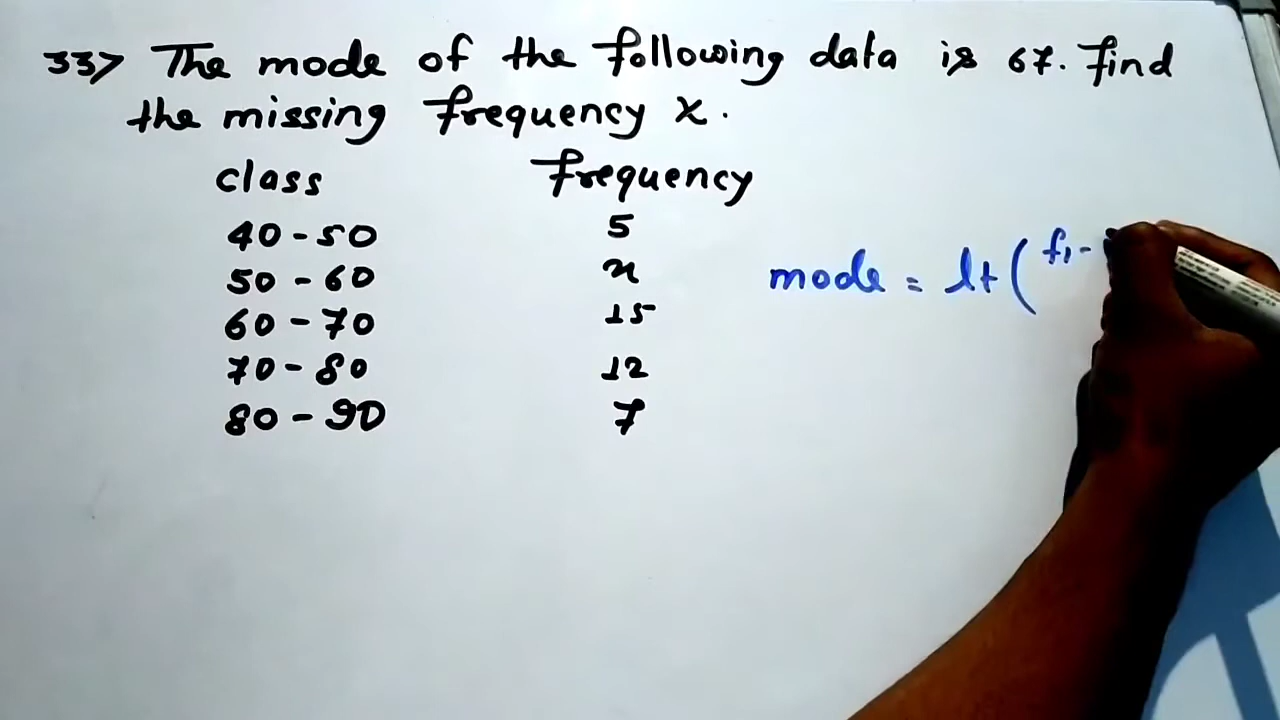 33> The mode of the following data is 67. Find
the missing frequency x.
class frequency
40 - 50 5
50 - 60 x
60 - 70 15
70 - 80 12
80 - 90 7
mode = l+ ( f₁ -